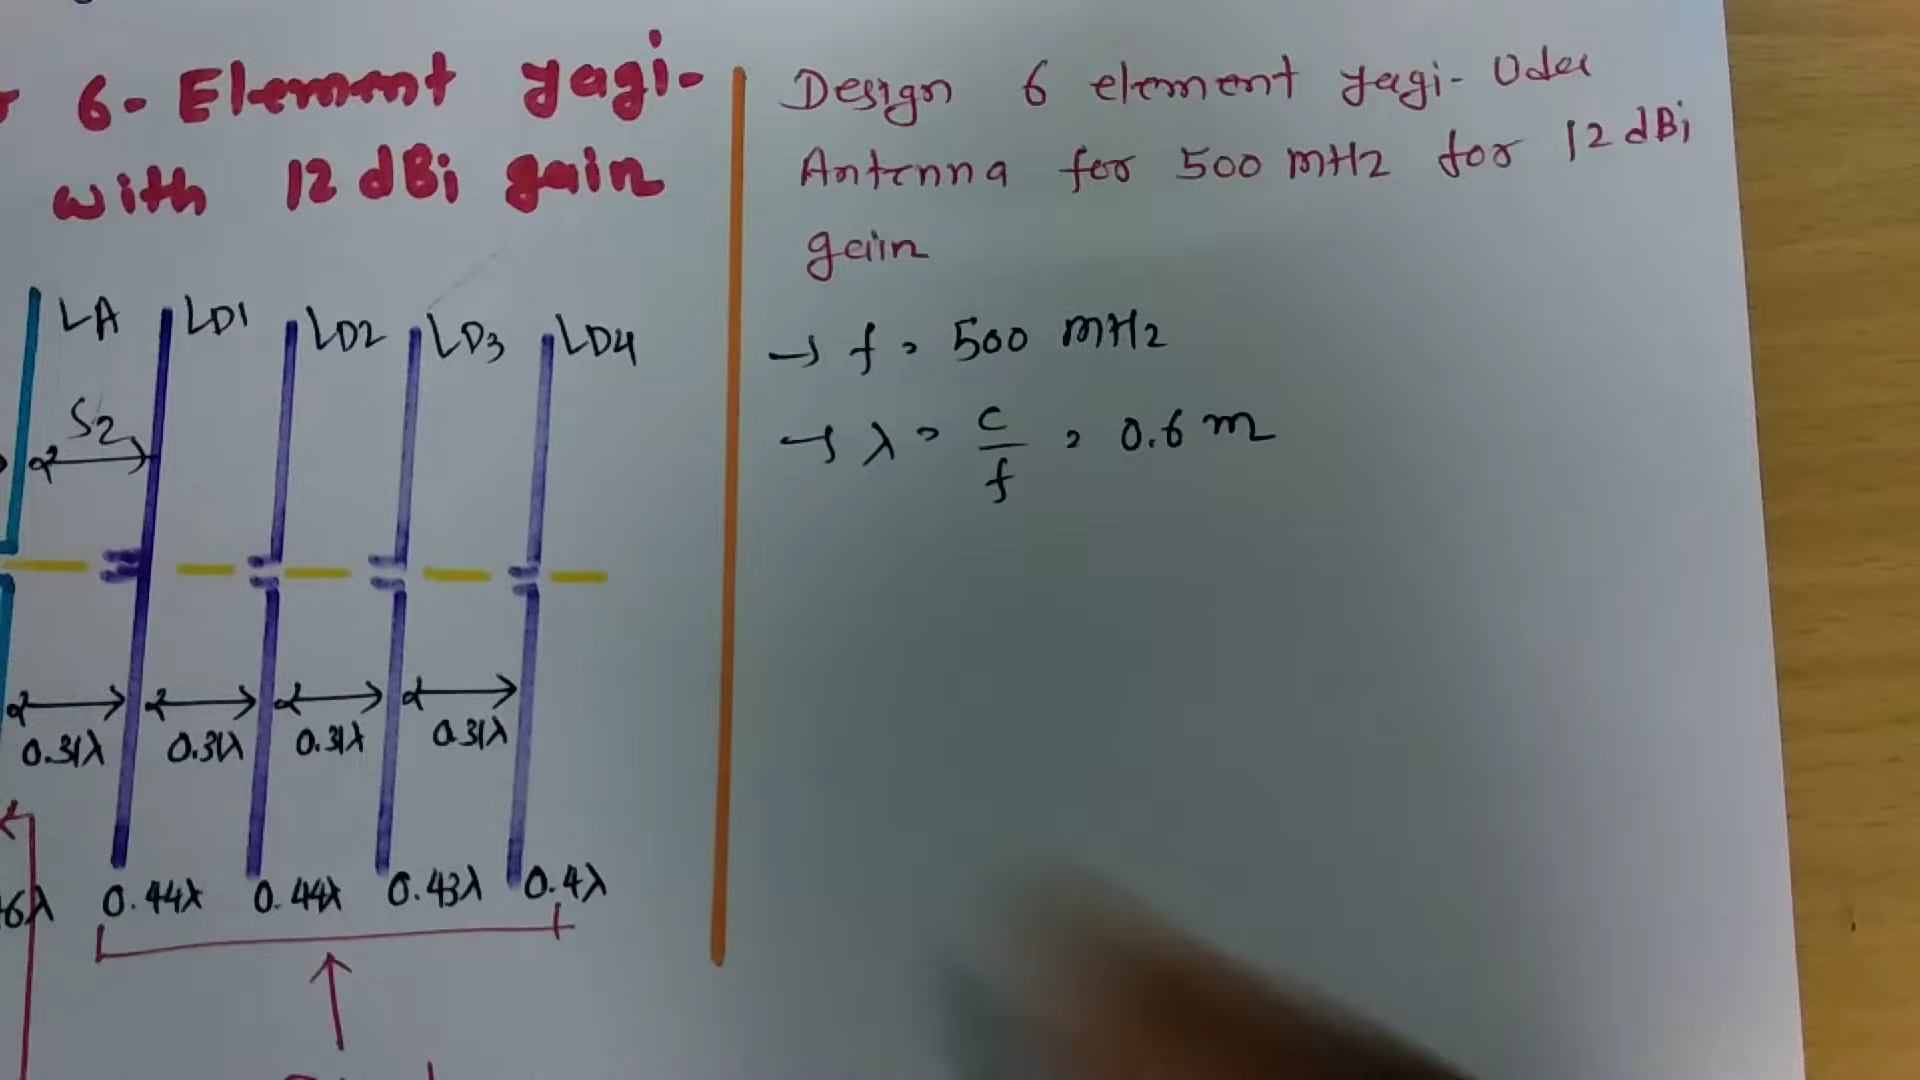 6- Element yagi-
with 12 dBi gain
LA LD1 LD2 LD3 LD4
S2
0.31λ 0.31λ 0.31λ 0.31λ
6λ 0.44λ 0.44λ 0.43λ 0.4λ
Design 6 element yagi- Uda
Antenna for 500 MHz for 12 dBi
gain
→ f = 500 MHz
→ λ = c/f = 0.6 m